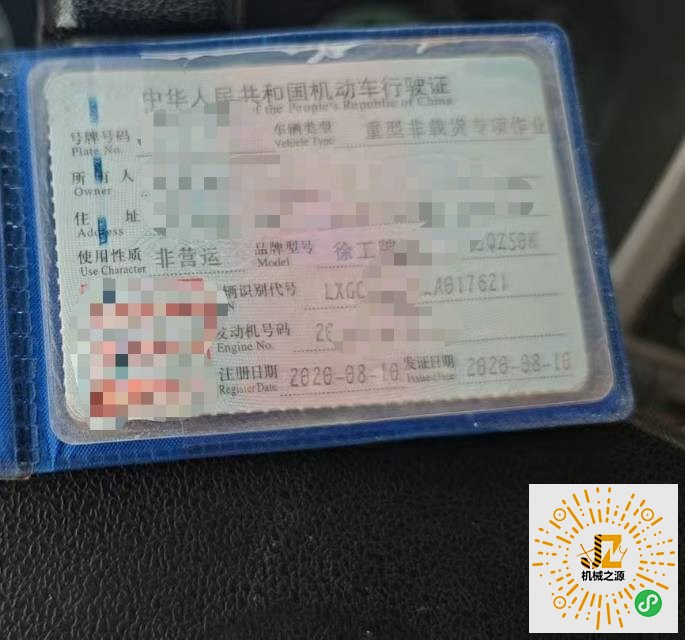 中华人民共和国机动车行驶证
of the People's Republic of China
号牌号码
Plate No.
车辆类型
Vehicle Type
重型非载货专项作业
所有人
Owner
住址
Address
使用性质
Use Character
非营运
品牌型号
Model
徐工牌
QZ50
辆识别代号
LXGC
A017621
发动机号码
Engine No.
注册日期
Register Date
2020-08-10
发证日期
Issue Date
2020-08-10
JZ
机械之源